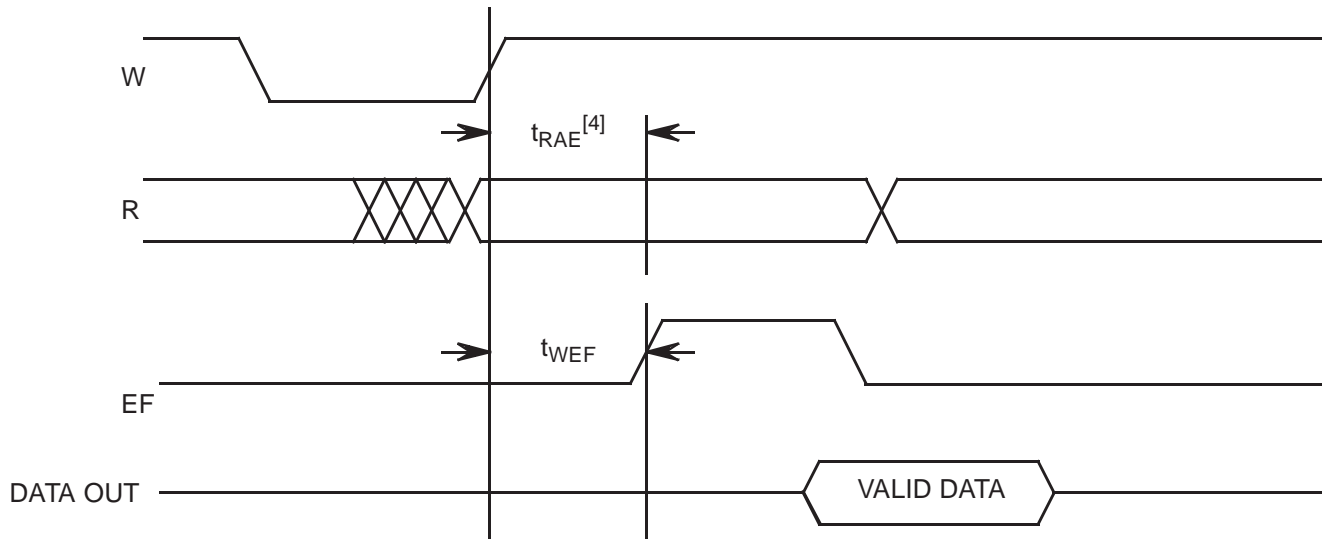 W
tRAE[4]
R
tWEF
EF
DATA OUT
VALID DATA